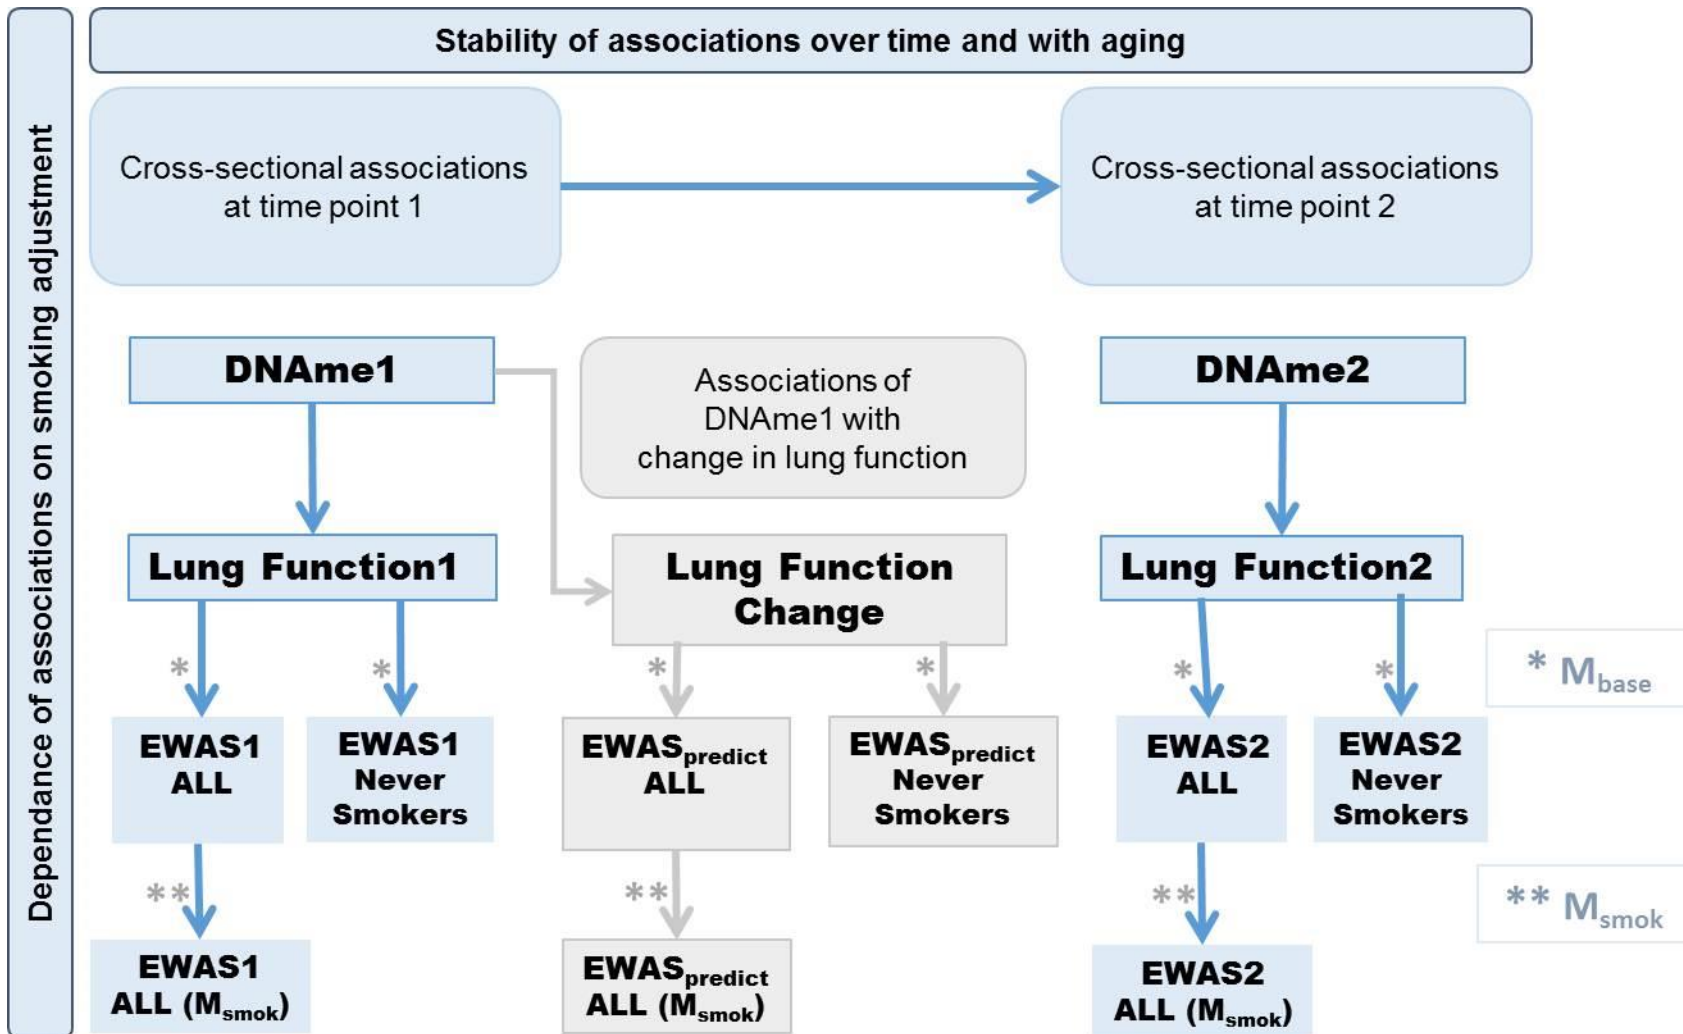 Dependance of associations on smoking adjustment
Stability of associations over time and with aging
Cross-sectional associations
at time point 1
Cross-sectional associations
at time point 2
DNAme1
Associations of
DNAme1 with
change in lung function
DNAme2
Lung Function1
Lung Function
Change
Lung Function2
*
*
*
*
*
*
* Mbase
EWAS1
ALL
EWAS1
Never
Smokers
EWASpredict
ALL
EWASpredict
Never
Smokers
EWAS2
ALL
EWAS2
Never
Smokers
**
**
**
** Msmok
EWAS1
ALL (Msmok)
EWASpredict
ALL (Msmok)
EWAS2
ALL (Msmok)